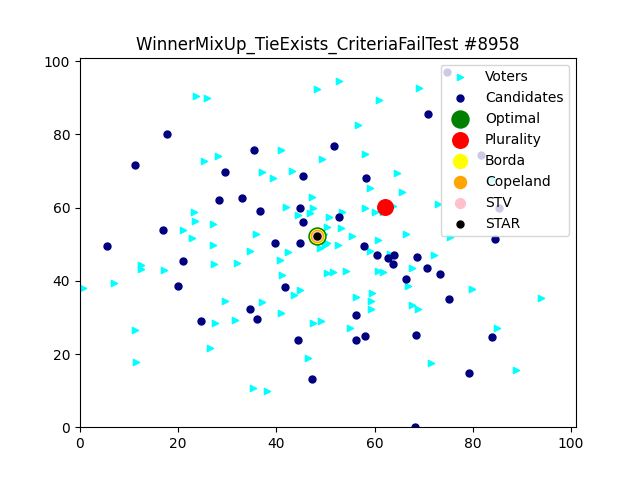 WinnerMixUp_TieExists_CriteriaFailTest #8958
100
80
60
40
20
0
0
20
40
60
80
100
Voters
Candidates
Optimal
Plurality
Borda
Copeland
STV
STAR